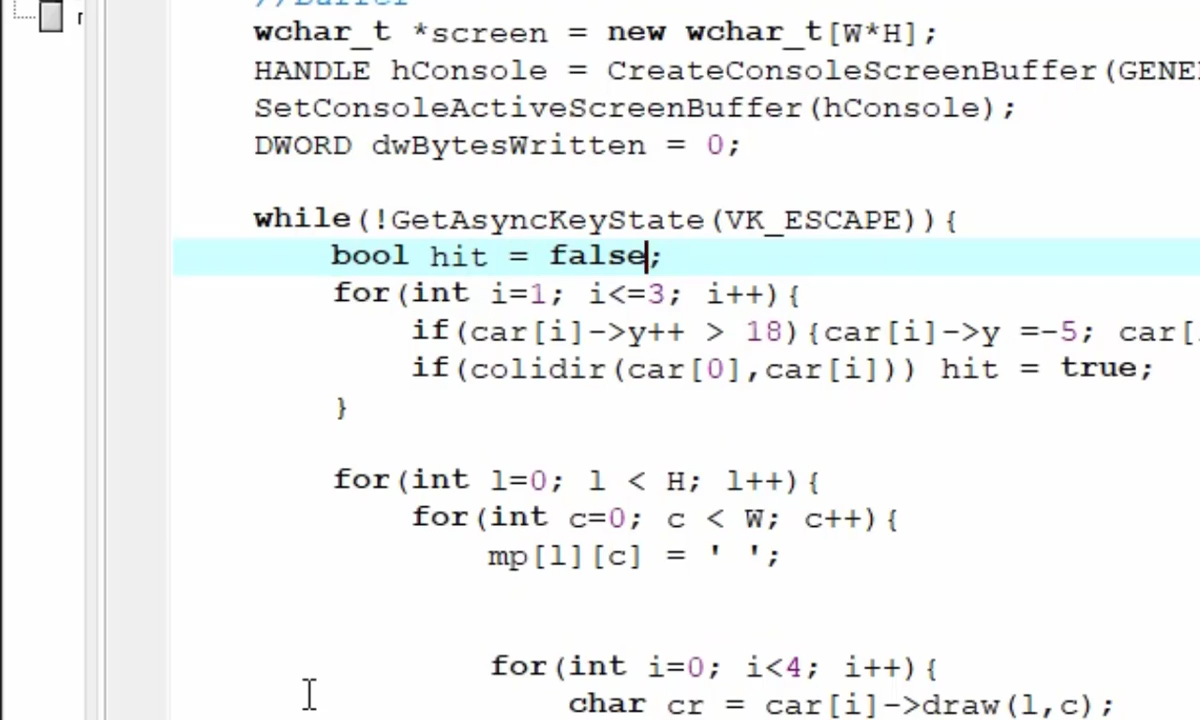 //Buffer
wchar_t *screen = new wchar_t[W*H];
HANDLE hConsole = CreateConsoleScreenBuffer(GENE
SetConsoleActiveScreenBuffer(hConsole);
DWORD dwBytesWritten = 0;
while(!GetAsyncKeyState(VK_ESCAPE)){
bool hit = false;
for(int i=1; i<=3; i++){
if(car[i]->y++ > 18){car[i]->y =-5; car[
if(colidir(car[0],car[i])) hit = true;
}
for(int l=0; l < H; l++){
for(int c=0; c < W; c++){
mp[l][c] = ' ';
for(int i=0; i<4; i++){
char cr = car[i]->draw(l,c);